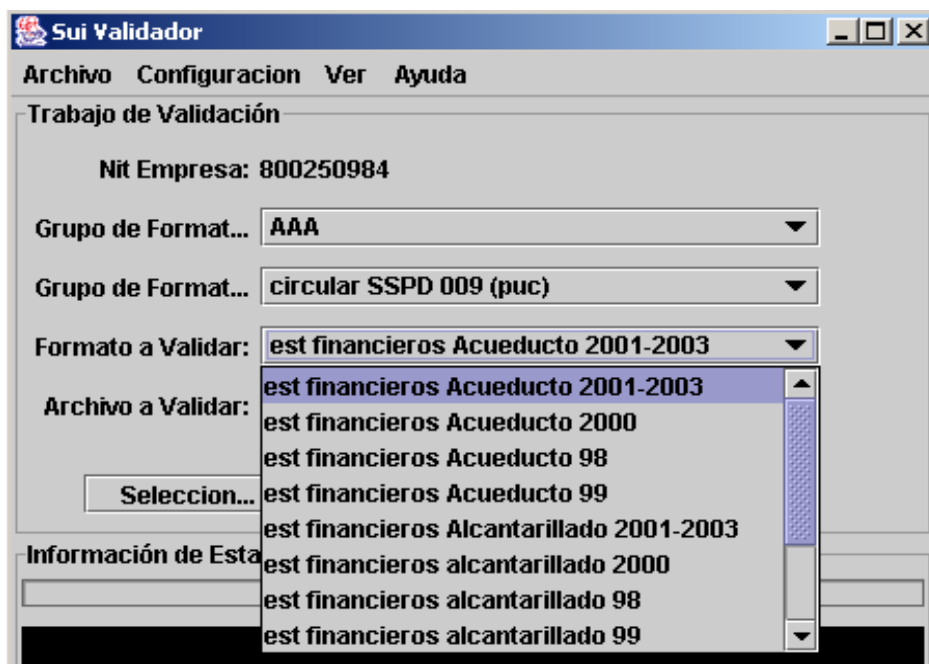 Sui Validador
Archivo Configuracion Ver Ayuda
Trabajo de Validación
Nit Empresa: 800250984
Grupo de Format... AAA
Grupo de Format... circular SSPD 009 (puc)
Formato a Validar: est financieros Acueducto 2001-2003
est financieros Acueducto 2001-2003
Archivo a Validar:
est financieros Acueducto 2000
est financieros Acueducto 98
Seleccion... est financieros Acueducto 99
est financieros Alcantarillado 2001-2003
Información de Esta
est financieros alcantarillado 2000
est financieros alcantarillado 98
est financieros alcantarillado 99